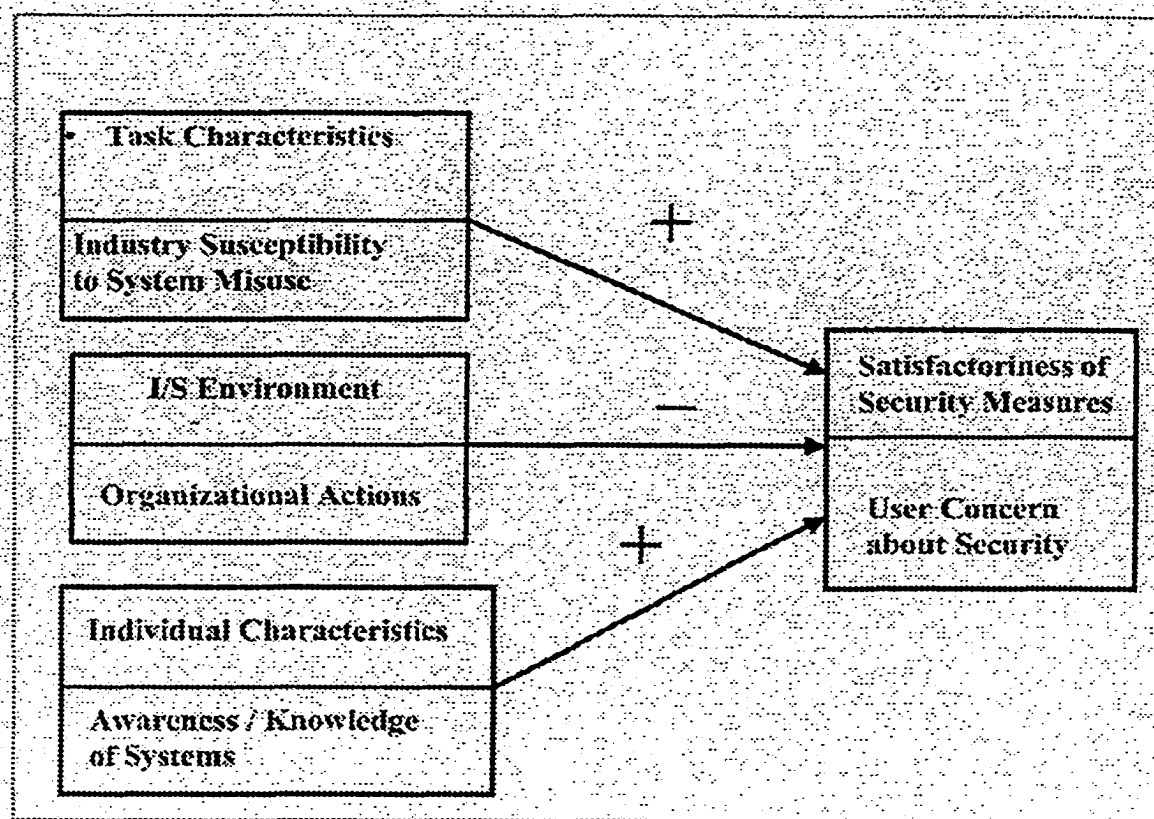 Task Characteristics
Industry Susceptibility
to System Misuse
+
I/S Environment
Organizational Actions
−
Individual Characteristics
Awareness / Knowledge
of Systems
+
Satisfactoriness of
Security Measures
User Concern
about Security